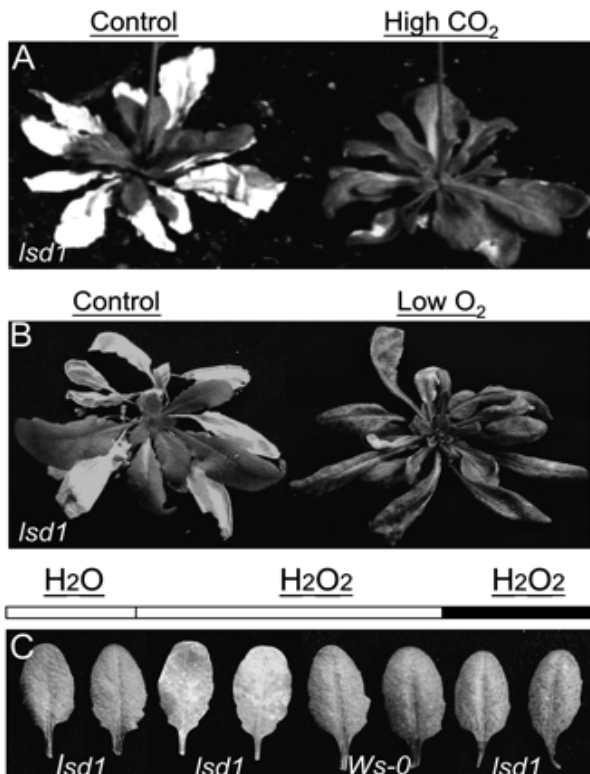 Control High CO2
A
lsd1
Control Low O2
B
lsd1
H2O H2O2 H2O2
C
lsd1 lsd1 Ws-0 lsd1